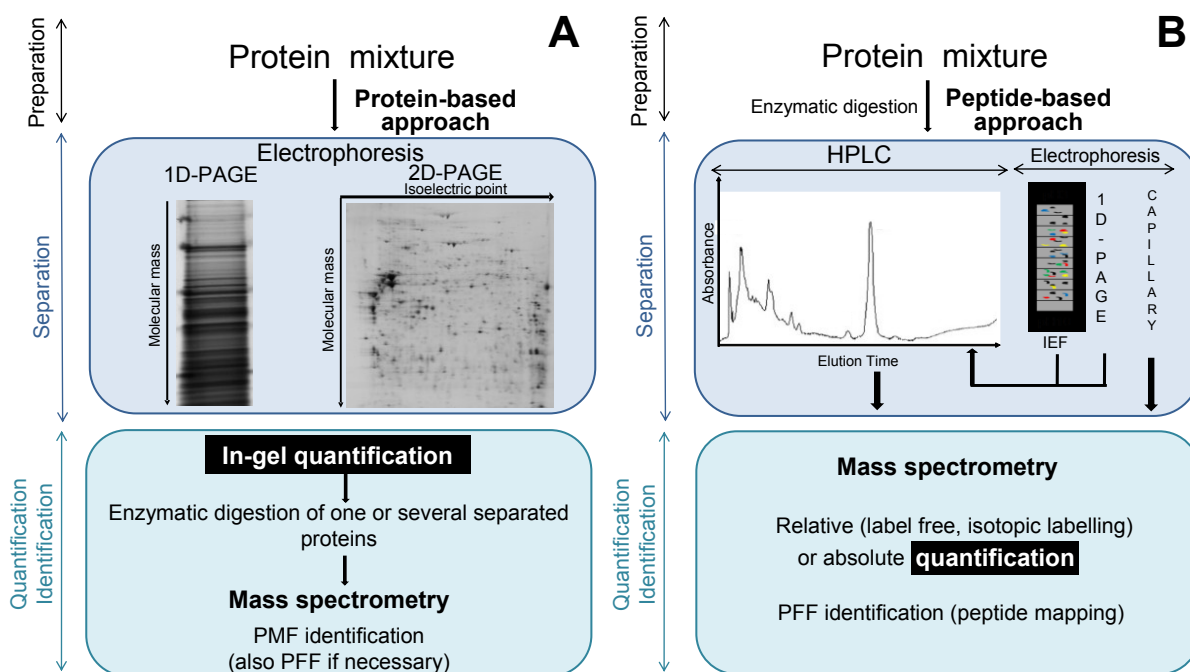 A
Preparation
Protein mixture
Protein-based
approach
Separation
Electrophoresis
1D-PAGE
2D-PAGE
Isoelectric point
Molecular mass
Molecular mass
Quantification
Identification
In-gel quantification
Enzymatic digestion of one or several separated
proteins
Mass spectrometry
PMF identification
(also PFF if necessary)
B
Preparation
Protein mixture
Enzymatic digestion
Peptide-based
approach
Separation
HPLC
Electrophoresis
Absorbance
Elution Time
IEF
1D-PAGE
CAPILLLARY
Quantification
Identification
Mass spectrometry
Relative (label free, isotopic labelling)
or absolute quantification
PFF identification (peptide mapping)